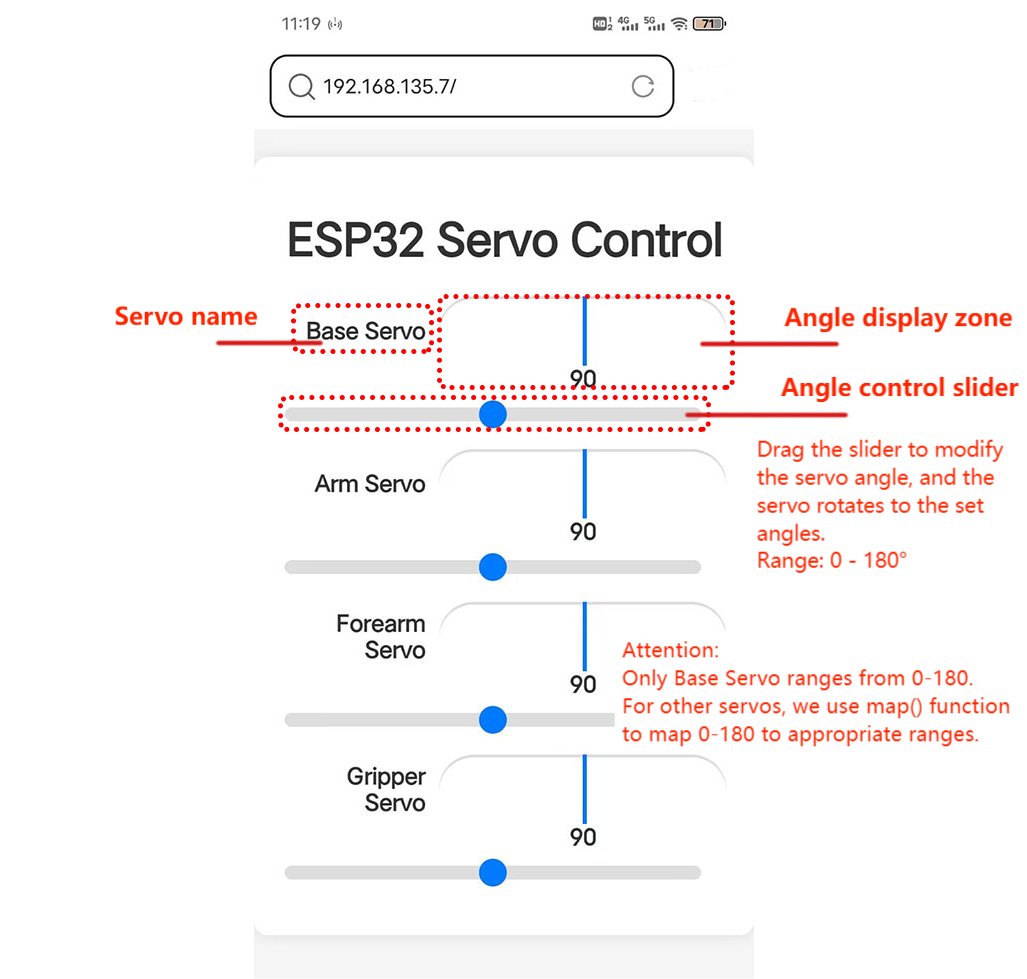 11:19
HD 1 2 4G 5G 71
192.168.135.7/
ESP32 Servo Control
Servo name
Base Servo
Angle display zone
90
Angle control slider
Drag the slider to modify
the servo angle, and the
servo rotates to the set
angles.
Range: 0 - 180°
Arm Servo
90
Forearm
Servo
90
Attention:
Only Base Servo ranges from 0-180.
For other servos, we use map() function
to map 0-180 to appropriate ranges.
Gripper
Servo
90